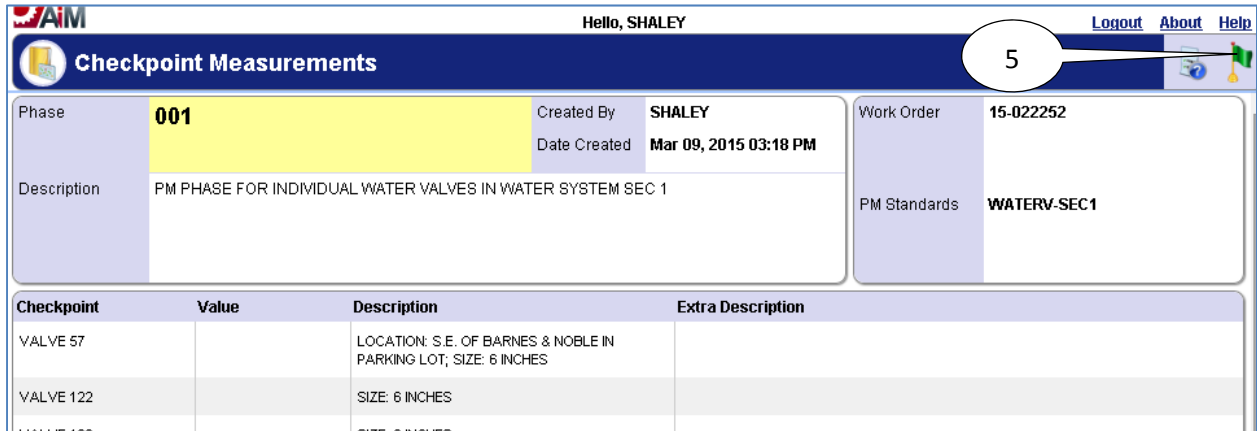 AiM
Hello, SHALEY
Logout About Help
Checkpoint Measurements
5
Phase 001 Created By SHALEY Work Order 15-022252
Date Created Mar 09, 2015 03:18 PM
Description PM PHASE FOR INDIVIDUAL WATER VALVES IN WATER SYSTEM SEC 1
PM Standards WATERV-SEC1
Checkpoint Value Description Extra Description
VALVE 57 LOCATION: S.E. OF BARNES & NOBLE IN
PARKING LOT; SIZE: 6 INCHES
VALVE 122 SIZE: 6 INCHES